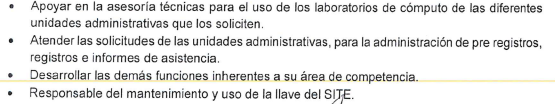 • Apoyar en la asesoría técnicas para el uso de los laboratorios de cómputo de las diferentes
unidades administrativas que los soliciten.
• Atender las solicitudes de las unidades administrativas, para la administración de pre registros,
registros e informes de asistencia.
• Desarrollar las demás funciones inherentes a su área de competencia.
• Responsable del mantenimiento y uso de la llave del SITE.